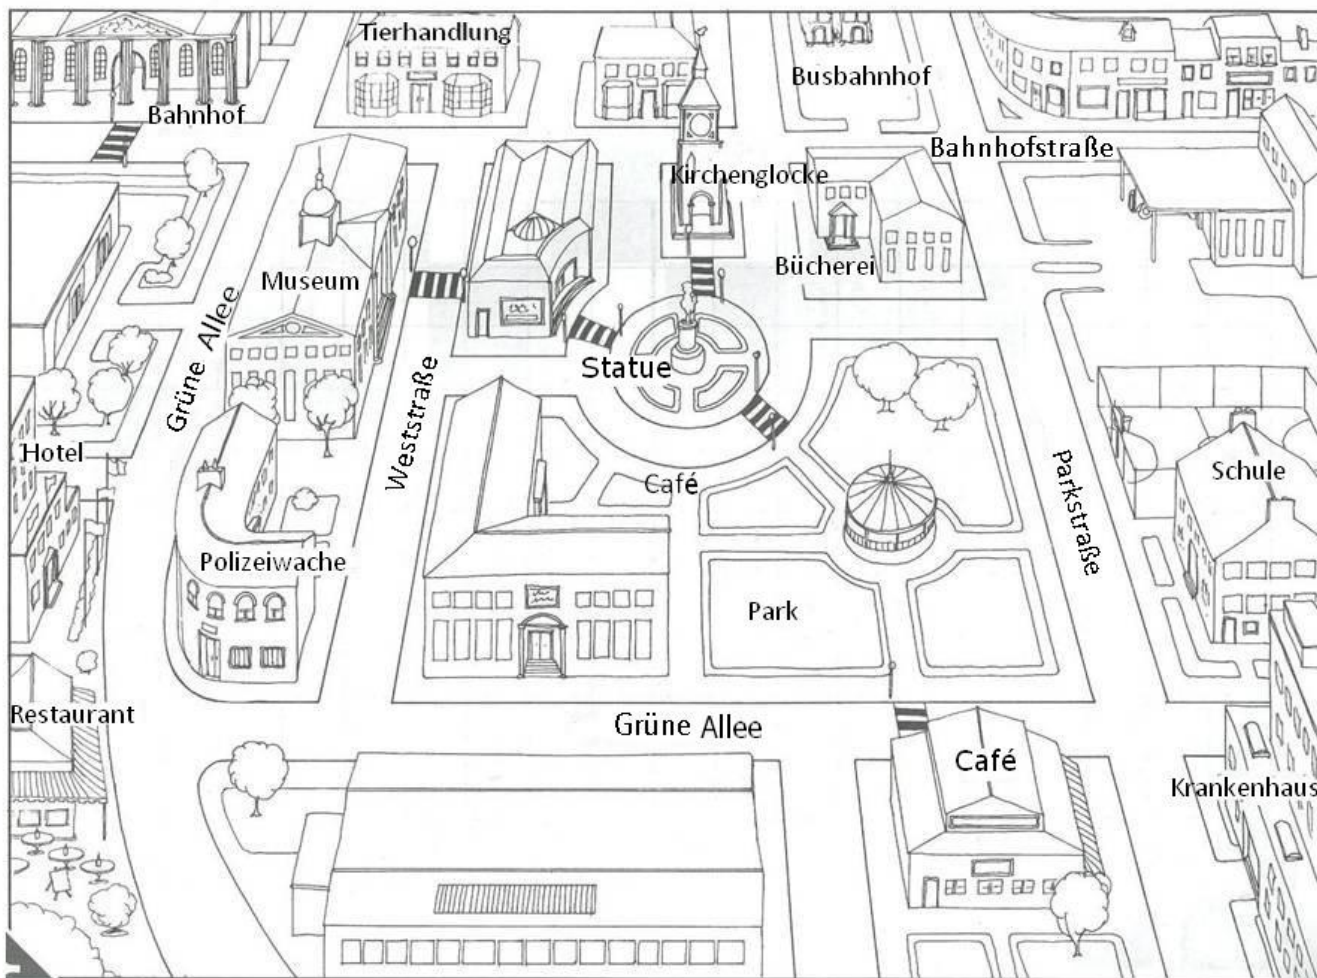 Tierhandlung
Busbahnhof
Bahnhof
Bahnhofstraße
Kirchenglocke
Bücherei
Museum
Grüne Allee
Statue
Weststraße
Hotel
Café
Schule
Parkstraße
Polizeiwache
Park
Restaurant
Grüne Allee
Café
Krankenhaus